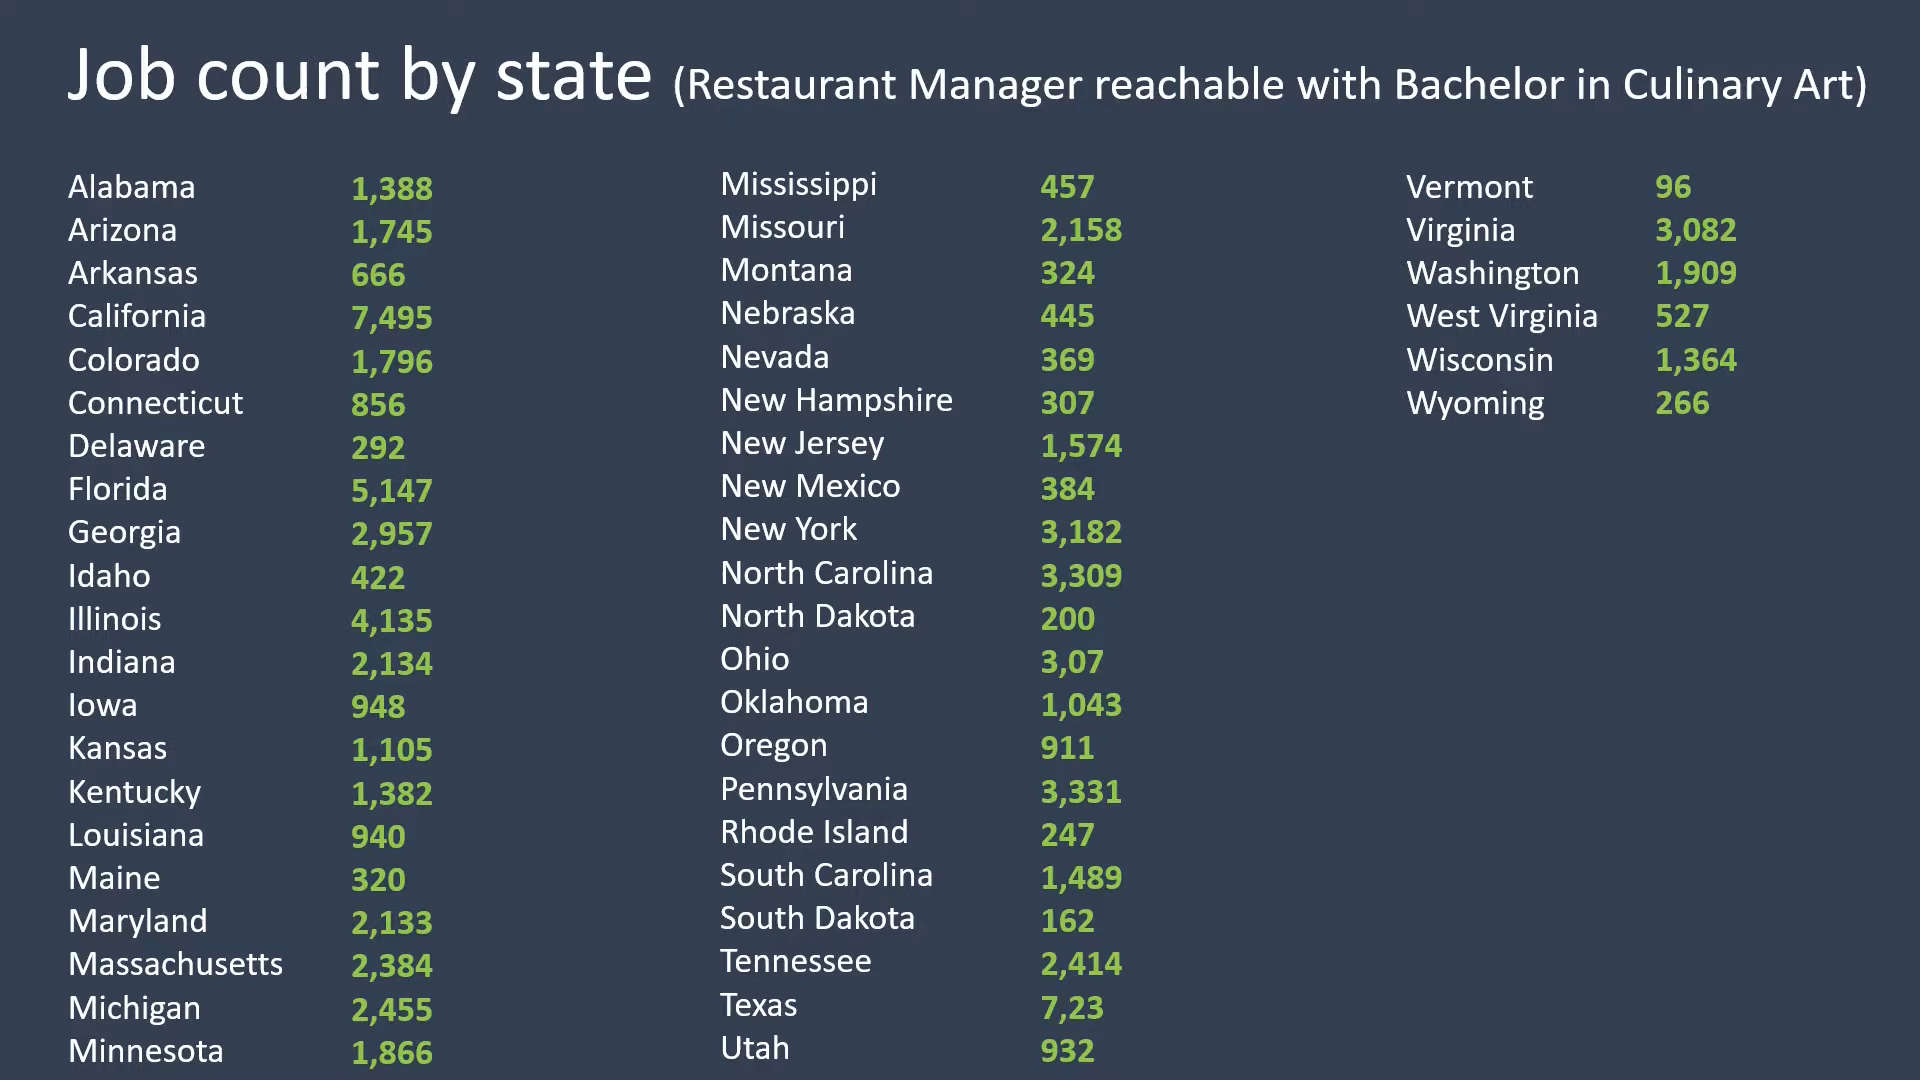 Job count by state (Restaurant Manager reachable with Bachelor in Culinary Art)
Alabama 1,388
Arizona 1,745
Arkansas 666
California 7,495
Colorado 1,796
Connecticut 856
Delaware 292
Florida 5,147
Georgia 2,957
Idaho 422
Illinois 4,135
Indiana 2,134
Iowa 948
Kansas 1,105
Kentucky 1,382
Louisiana 940
Maine 320
Maryland 2,133
Massachusetts 2,384
Michigan 2,455
Minnesota 1,866
Mississippi 457
Missouri 2,158
Montana 324
Nebraska 445
Nevada 369
New Hampshire 307
New Jersey 1,574
New Mexico 384
New York 3,182
North Carolina 3,309
North Dakota 200
Ohio 3,07
Oklahoma 1,043
Oregon 911
Pennsylvania 3,331
Rhode Island 247
South Carolina 1,489
South Dakota 162
Tennessee 2,414
Texas 7,23
Utah 932
Vermont 96
Virginia 3,082
Washington 1,909
West Virginia 527
Wisconsin 1,364
Wyoming 266